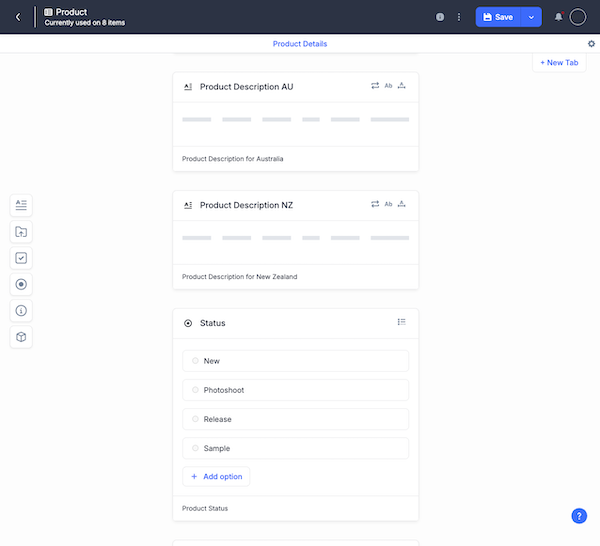 Product
Currently used on 8 items
Save
Product Details
+ New Tab
Product Description AU
Ab
Product Description for Australia
Product Description NZ
Ab
Product Description for New Zealand
Status
New
Photoshoot
Release
Sample
+ Add option
Product Status
?